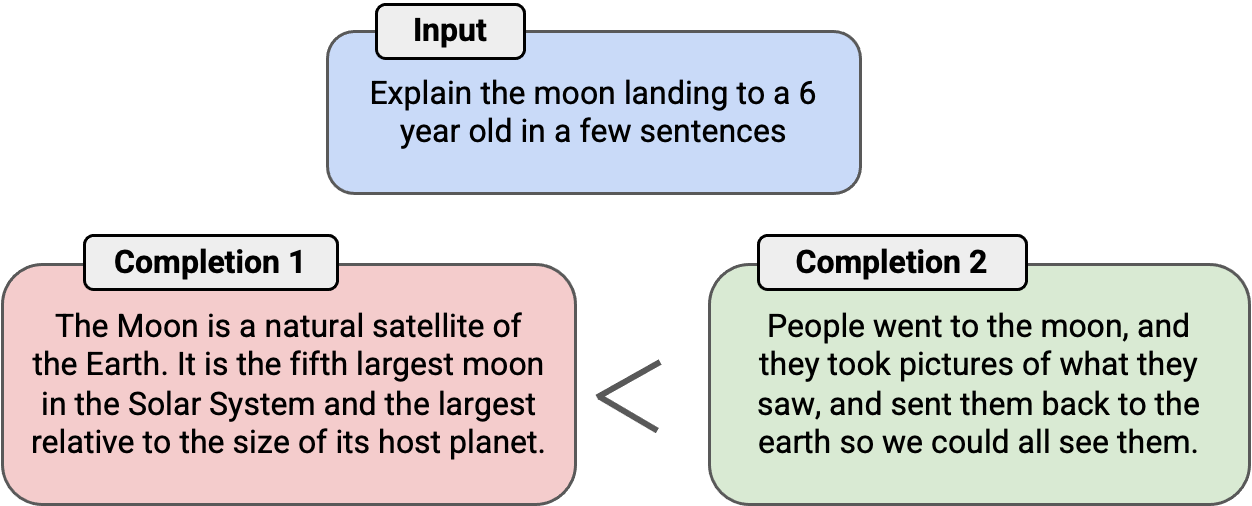 Input
Explain the moon landing to a 6
year old in a few sentences
Completion 1
The Moon is a natural satellite of
the Earth. It is the fifth largest moon
in the Solar System and the largest
relative to the size of its host planet.
<
Completion 2
People went to the moon, and
they took pictures of what they
saw, and sent them back to the
earth so we could all see them.